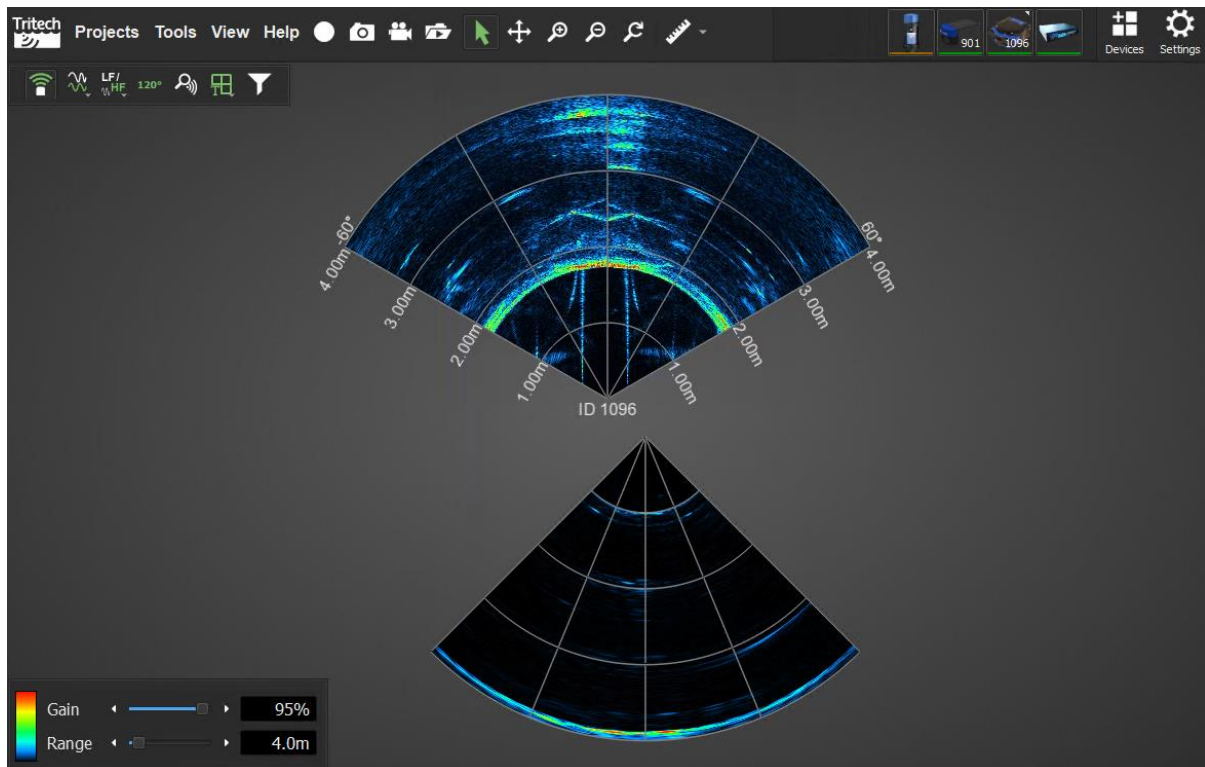 Tritech Projects Tools View Help
901
1096
Devices
Settings
LF/
HF
120°
-60°
60°
4.00m
4.00m
3.00m
3.00m
2.00m
2.00m
1.00m
1.00m
ID 1096
Gain 95%
Range 4.0m